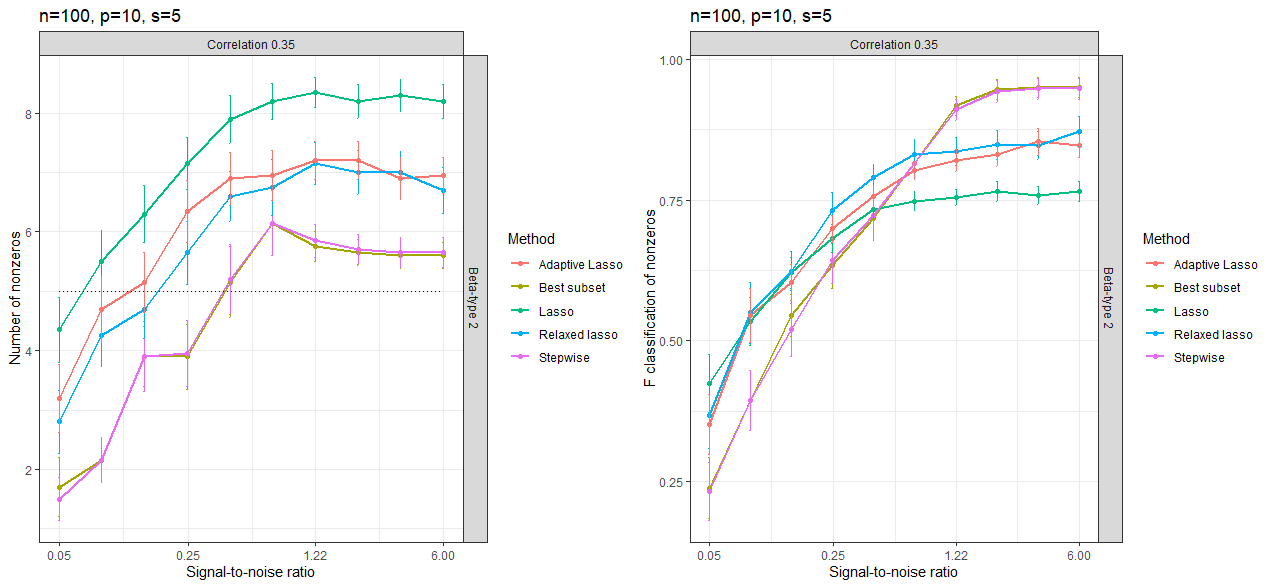 n=100, p=10, s=5
Correlation 0.35
Number of nonzeros
8
6
4
2
0.05
0.25
1.22
6.00
Signal-to-noise ratio
Beta-type 2
Method
Adaptive Lasso
Best subset
Lasso
Relaxed lasso
Stepwise
n=100, p=10, s=5
Correlation 0.35
F classification of nonzeros
1.00
0.75
0.50
0.25
0.05
0.25
1.22
6.00
Signal-to-noise ratio
Beta-type 2
Method
Adaptive Lasso
Best subset
Lasso
Relaxed lasso
Stepwise